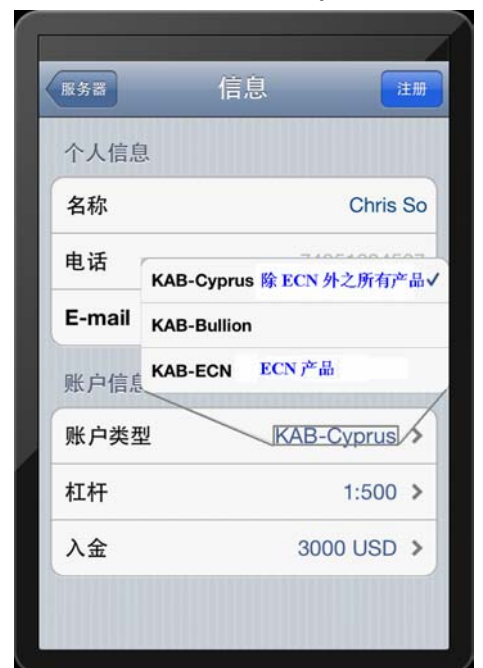 服务器 信息 注册
个人信息
名称 Chris So
电话
KAB-Cyprus 除 ECN 外之所有产品
E-mail
KAB-Bullion
KAB-ECN ECN 产品
账户信息
账户类型 KAB-Cyprus
杠杆 1:500
入金 3000 USD